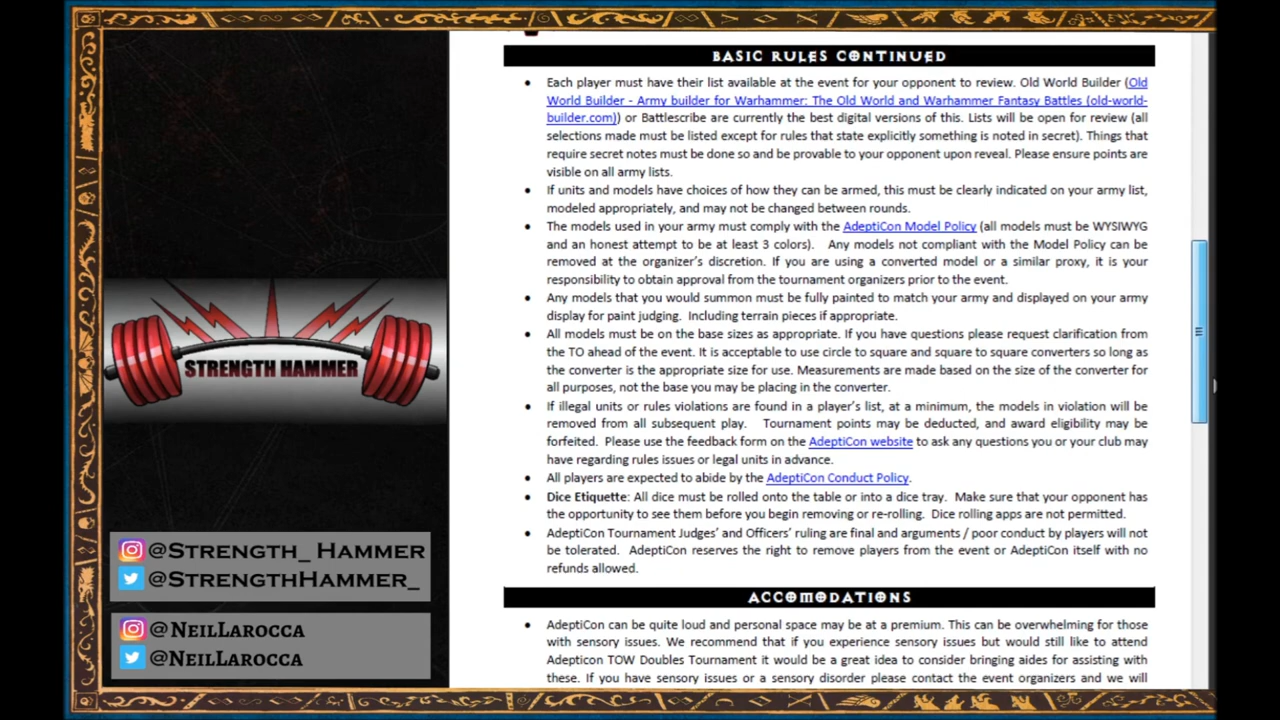 BASIC RULES CONTINUED
• Each player must have their list available at the event for your opponent to review. Old World Builder (Old
World Builder - Army builder for Warhammer: The Old World and Warhammer Fantasy Battles (old-world-
builder.com)) or Battlescribe are currently the best digital versions of this. Lists will be open for review (all
selections made must be listed except for rules that state explicitly something is noted in secret). Things that
require secret notes must be done so and be provable to your opponent upon reveal. Please ensure points are
visible on all army lists.
• If units and models have choices of how they can be armed, this must be clearly indicated on your army list,
modeled appropriately, and may not be changed between rounds.
• The models used in your army must comply with the AdeptiCon Model Policy (all models must be WYSIWYG
and an honest attempt to be at least 3 colors). Any models not compliant with the Model Policy can be
removed at the organizer's discretion. If you are using a converted model or a similar proxy, it is your
responsibility to obtain approval from the tournament organizers prior to the event.
• Any models that you would summon must be fully painted to match your army and displayed on your army
display for paint judging. Including terrain pieces if appropriate.
• All models must be on the base sizes as appropriate. If you have questions please request clarification from
the TO ahead of the event. It is acceptable to use circle to square and square to square converters so long as
the converter is the appropriate size for use. Measurements are made based on the size of the converter for
all purposes, not the base you may be placing in the converter.
• If illegal units or rules violations are found in a player's list, at a minimum, the models in violation will be
removed from all subsequent play. Tournament points may be deducted, and award eligibility may be
forfeited. Please use the feedback form on the AdeptiCon website to ask any questions you or your club may
have regarding rules issues or legal units in advance.
• All players are expected to abide by the AdeptiCon Conduct Policy.
• Dice Etiquette: All dice must be rolled onto the table or into a dice tray. Make sure that your opponent has
the opportunity to see them before you begin removing or re-rolling. Dice rolling apps are not permitted.
• AdeptiCon Tournament Judges' and Officers' ruling are final and arguments / poor conduct by players will not
be tolerated. AdeptiCon reserves the right to remove players from the event or AdeptiCon itself with no
refunds allowed.
ACCOMODATIONS
• AdeptiCon can be quite loud and personal space may be at a premium. This can be overwhelming for those
with sensory issues. We recommend that if you experience sensory issues but would still like to attend
Adepticon TOW Doubles Tournament it would be a great idea to consider bringing aides for assisting with
these. If you have sensory issues or a sensory disorder please contact the event organizers and we will
STRENGTH HAMMER
@Strength_ Hammer
@StrengthHammer_
@NeilLarocca
@NeilLarocca